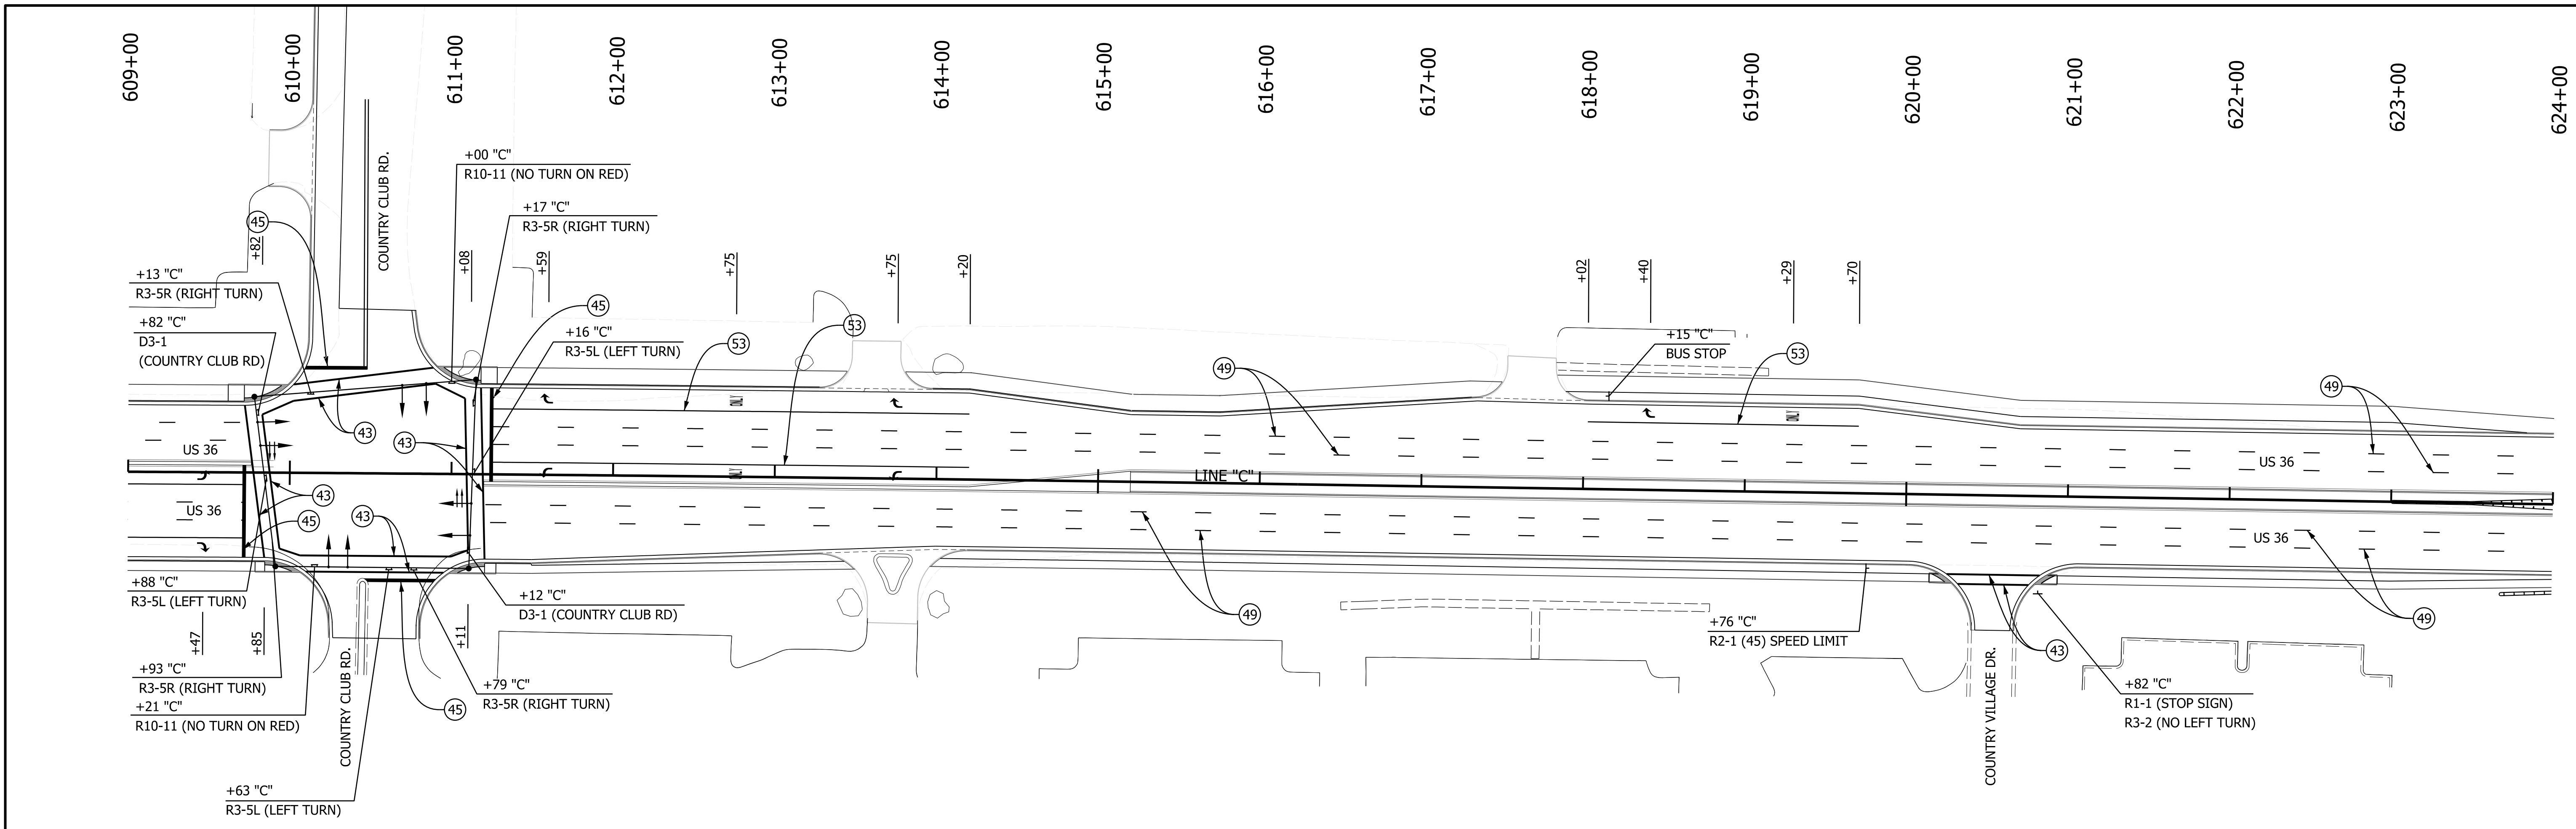 609+00
610+00
611+00
612+00
613+00
614+00
615+00
616+00
617+00
618+00
619+00
620+00
621+00
622+00
623+00
624+00
COUNTRY CLUB RD.
+00 "C"
R10-11 (NO TURN ON RED)
+17 "C"
R3-5R (RIGHT TURN)
45
+82
+08
+59
+75
+75
+20
+02
+40
+29
+70
+13 "C"
R3-5R (RIGHT TURN)
45
+82 "C"
D3-1
(COUNTRY CLUB RD)
+16 "C"
R3-5L (LEFT TURN)
53
53
+15 "C"
BUS STOP
53
49
49
43
43
US 36
US 36
LINE "C"
43
US 36
45
43
US 36
+88 "C"
R3-5L (LEFT TURN)
+12 "C"
D3-1 (COUNTRY CLUB RD)
49
49
+76 "C"
R2-1 (45) SPEED LIMIT
+47
+85
+11
43
+93 "C"
R3-5R (RIGHT TURN)
+79 "C"
R3-5R (RIGHT TURN)
45
+21 "C"
R10-11 (NO TURN ON RED)
COUNTRY CLUB RD.
COUNTRY VILLAGE DR.
+82 "C"
R1-1 (STOP SIGN)
R3-2 (NO LEFT TURN)
+63 "C"
R3-5L (LEFT TURN)